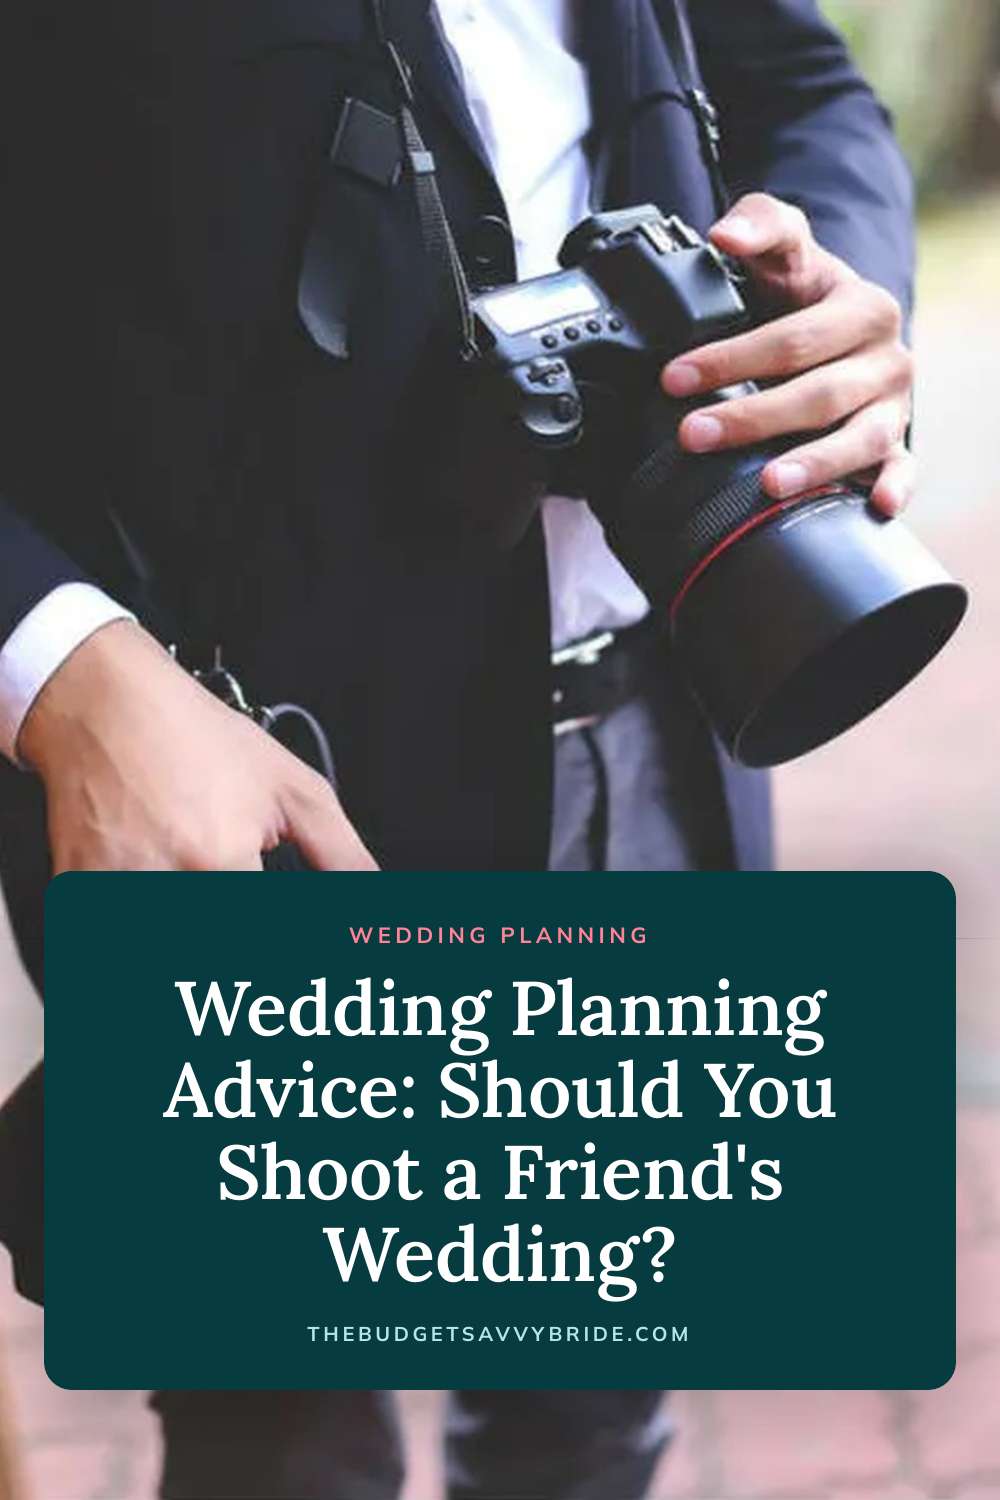 WEDDING PLANNING
Wedding Planning
Advice: Should You
Shoot a Friend's
Wedding?
THEBUDGETSAVVYBRIDE.COM